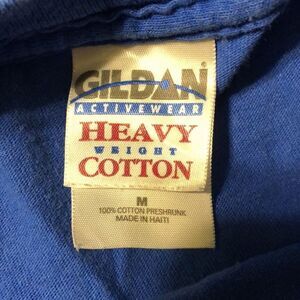 GILDAN
ACTIVEWEAR
HEAVY
WEIGHT
COTTON
M
100% COTTON PRESHRUNK
MADE IN HAITI